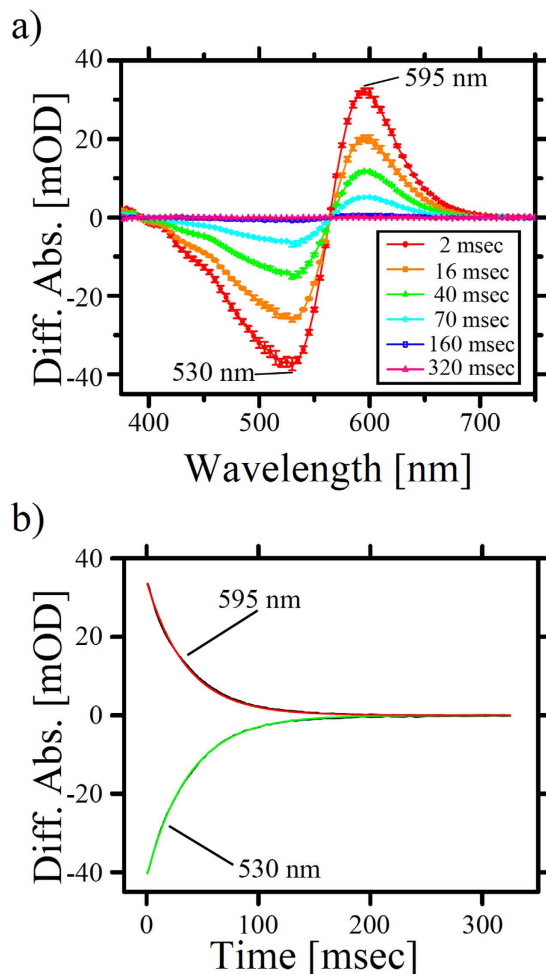 a)
40
20
0
-20
-40
Diff. Abs. [mOD]
595 nm
530 nm
2 msec
16 msec
40 msec
70 msec
160 msec
320 msec
400 500 600 700
Wavelength [nm]
b)
40
20
0
-20
-40
Diff. Abs. [mOD]
595 nm
530 nm
0 100 200 300
Time [msec]